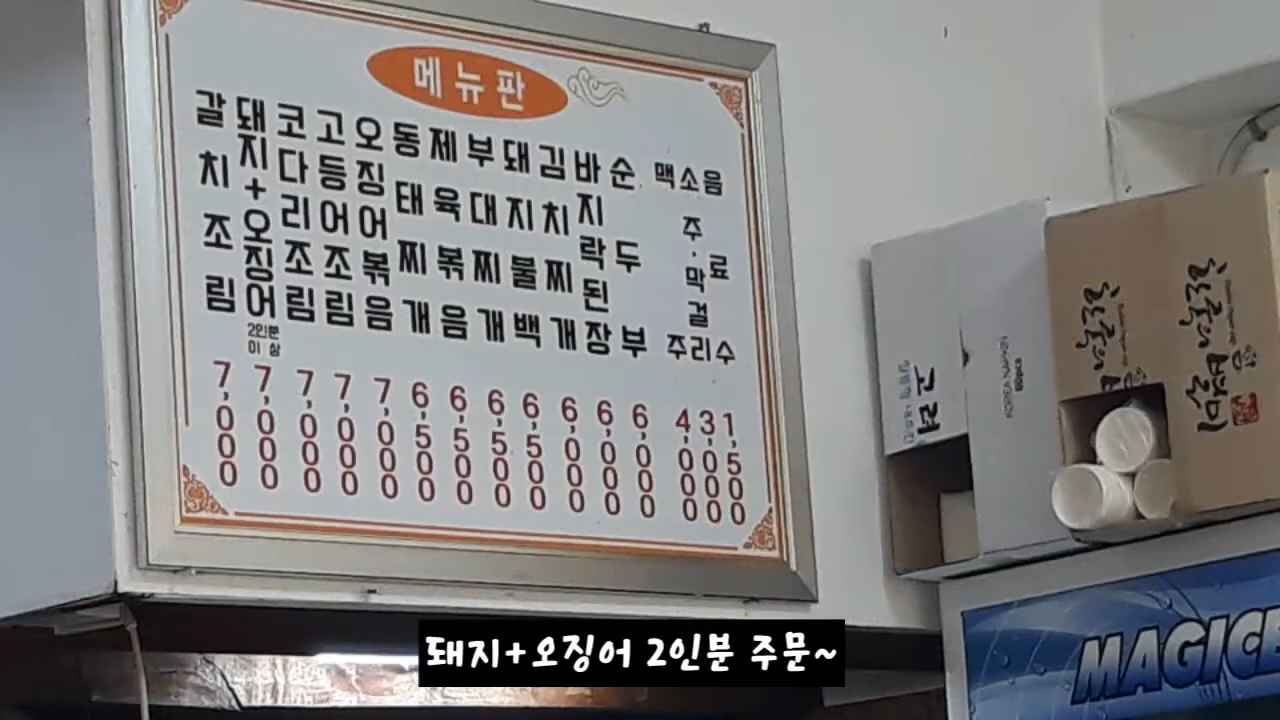 메뉴판
갈치조림 7,000
돼지+오징어 2인분 이상 7,000
코다리조림 7,000
고등어조림 7,000
오징어볶음 7,000
동태찌개 6,500
제육볶음 6,500
부대찌개 6,500
돼지불백 6,500
김치찌개 6,000
바지락된장 6,000
순두부 6,000
맥주 4,000
소주·막걸리 3,000
음료수 1,500
KOREA NAPKIN
MAGICE
돼지+오징어 2인분 주문~